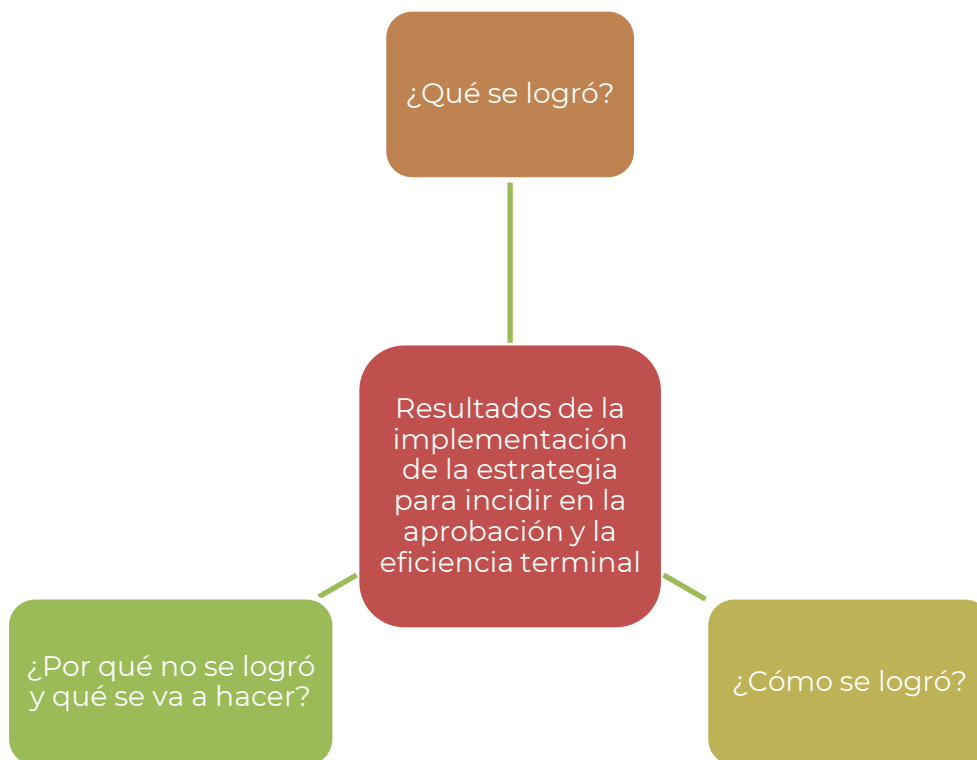 ¿Qué se logró?
Resultados de la
implementación
de la estrategia
para incidir en la
aprobación y la
eficiencia terminal
¿Por qué no se logró
y qué se va a hacer?
¿Cómo se logró?